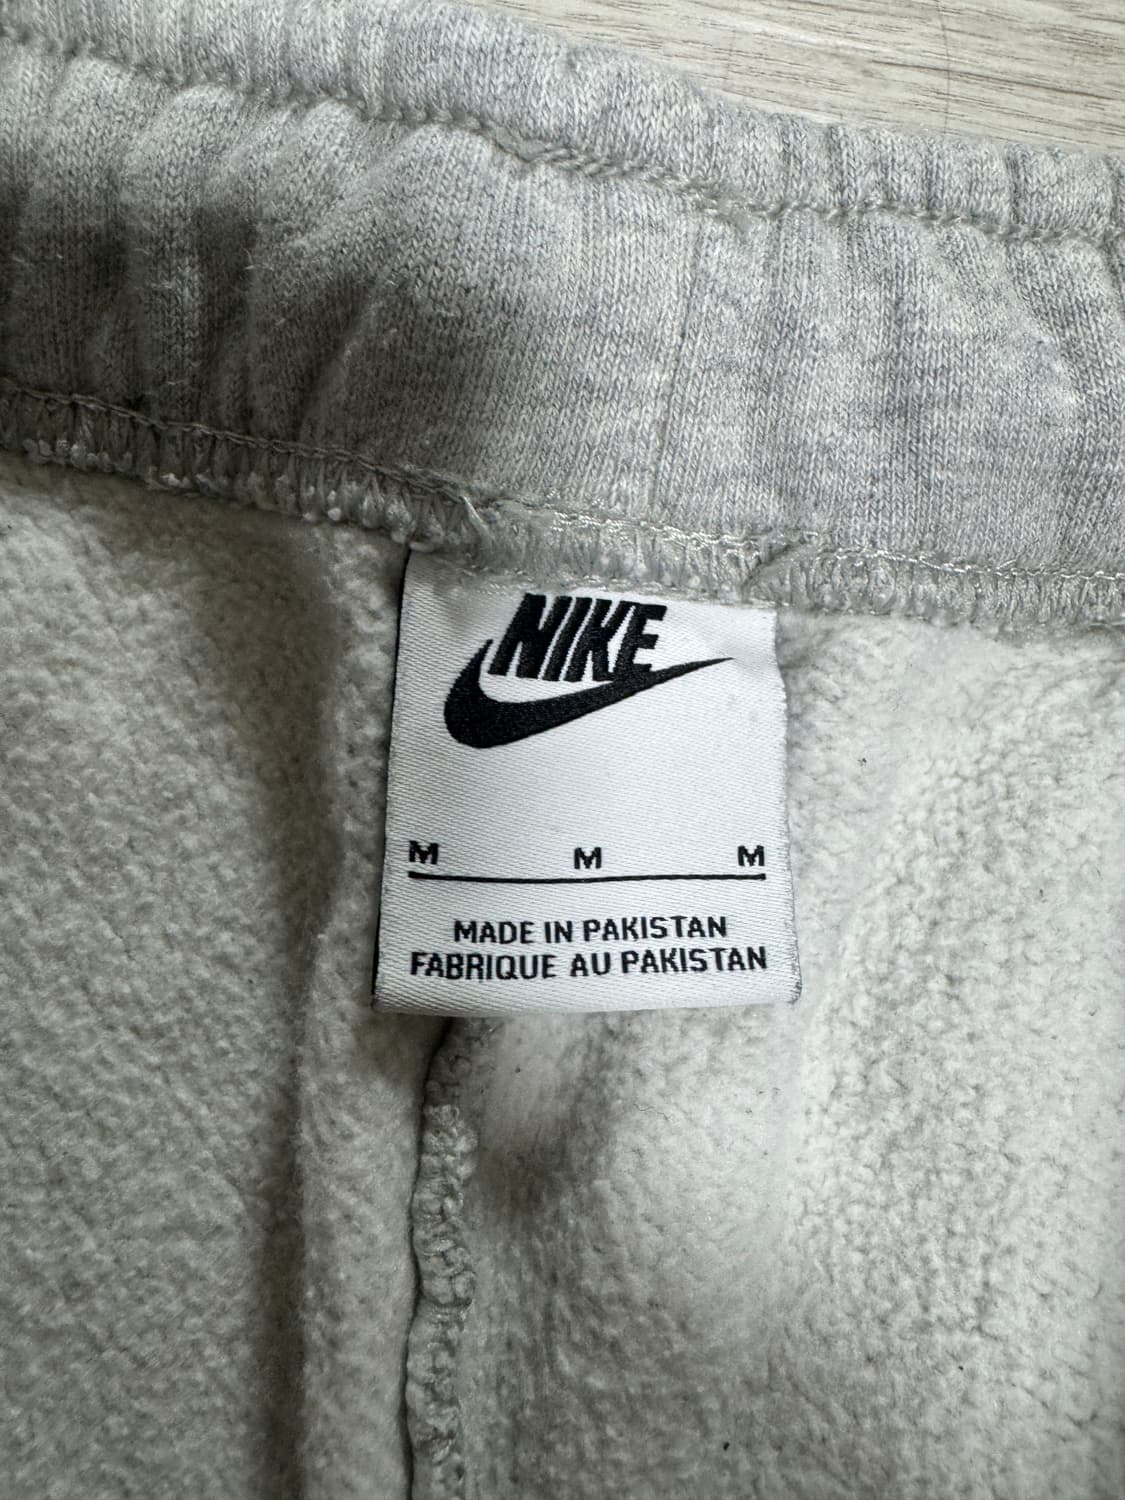 NIKE
M M M
MADE IN PAKISTAN
FABRIQUE AU PAKISTAN